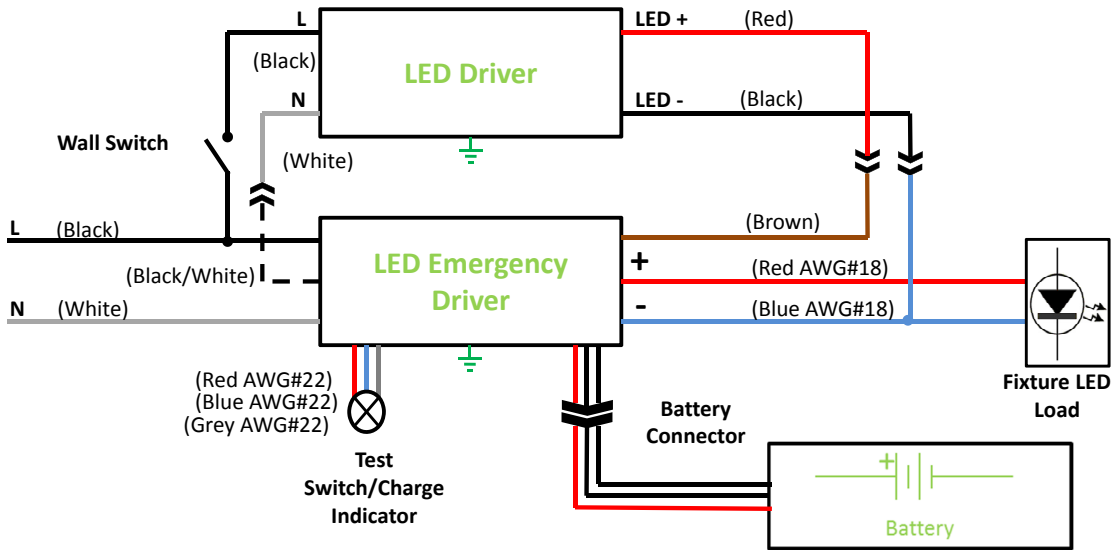 L
LED +
(Red)
(Black)
LED Driver
N
LED -
(Black)
Wall Switch
(White)
L
(Black)
(Brown)
(Black/White)
LED Emergency
Driver
+
(Red AWG#18)
N
(White)
-
(Blue AWG#18)
(Red AWG#22)
(Blue AWG#22)
(Grey AWG#22)
Fixture LED
Load
Battery
Connector
Test
Switch/Charge
Indicator
+
Battery